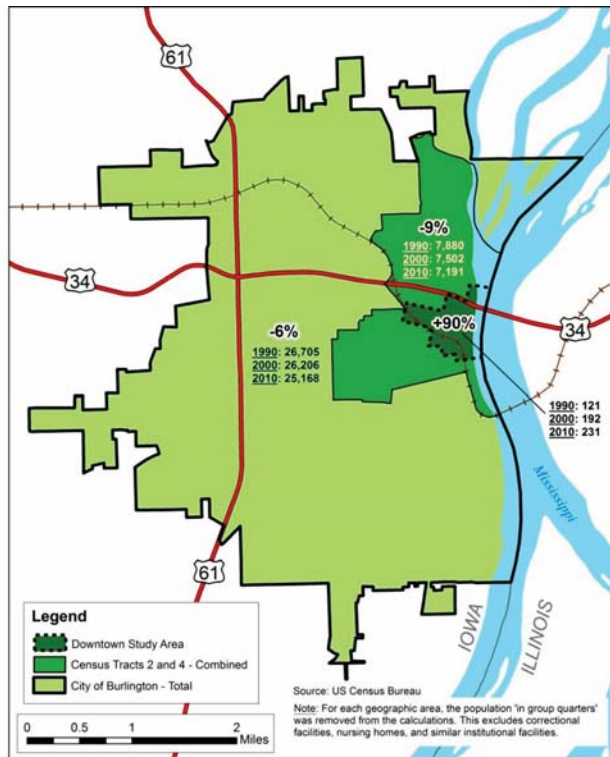 61
-9%
1990: 7,880
2000: 7,502
2010: 7,191
34
+90%
34
-6%
1990: 26,705
2000: 26,206
2010: 25,168
1990: 121
2000: 192
2010: 231
Mississippi
61
IOWA
ILLINOIS
Legend
Downtown Study Area
Census Tracts 2 and 4 - Combined
City of Burlington - Total
0 0.5 1 2
Miles
Source: US Census Bureau
Note: For each geographic area, the population 'in group quarters'
was removed from the calculations. This excludes correctional
facilities, nursing homes, and similar institutional facilities.